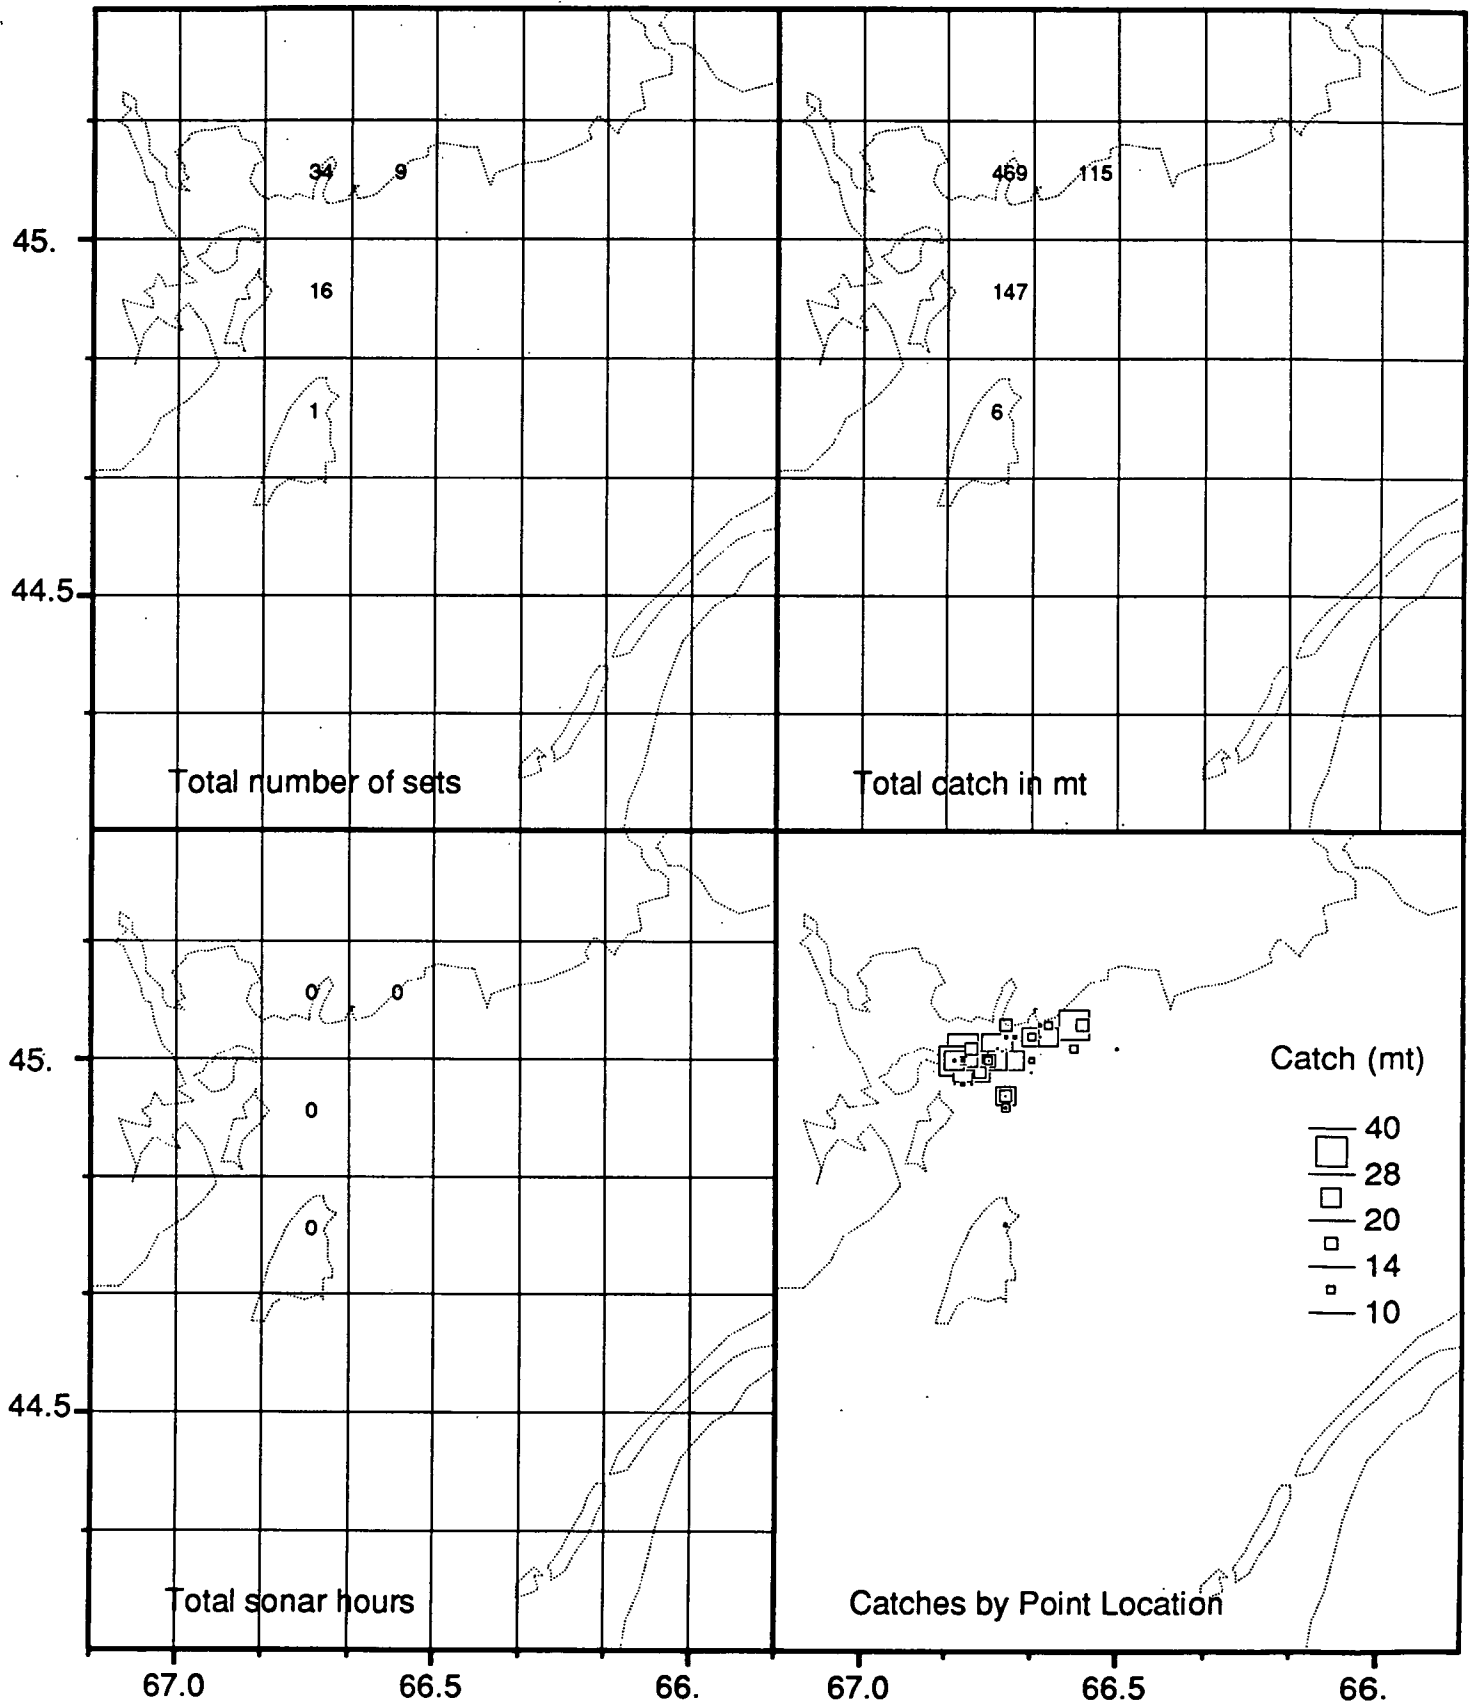 34 9
45.
16
1
44.5
Total number of sets
469 115
147
6
Total catch in mt
0 0
45.
0
0
44.5
Total sonar hours
67.0 66.5 66.
Catch (mt)
40
28
20
14
10
Catches by Point Location
67.0 66.5 66.